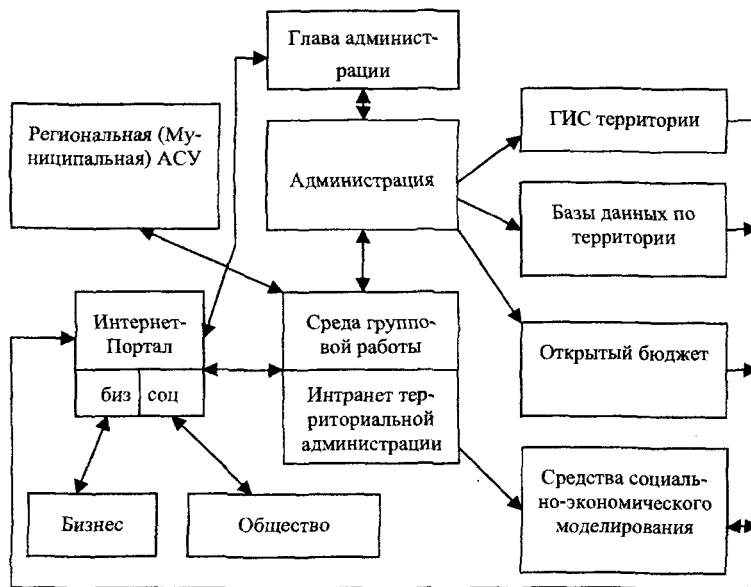 Глава админист-
рации
Региональная (Му-
ниципальная) АСУ
Администрация
ГИС территории
Базы данных по
территории
Интернет-
Портал
биз соц
Среда группо-
вой работы
Интранет тер-
риториальной
администрации
Открытый бюджет
Средства социаль-
но-экономического
моделирования
Бизнес
Общество